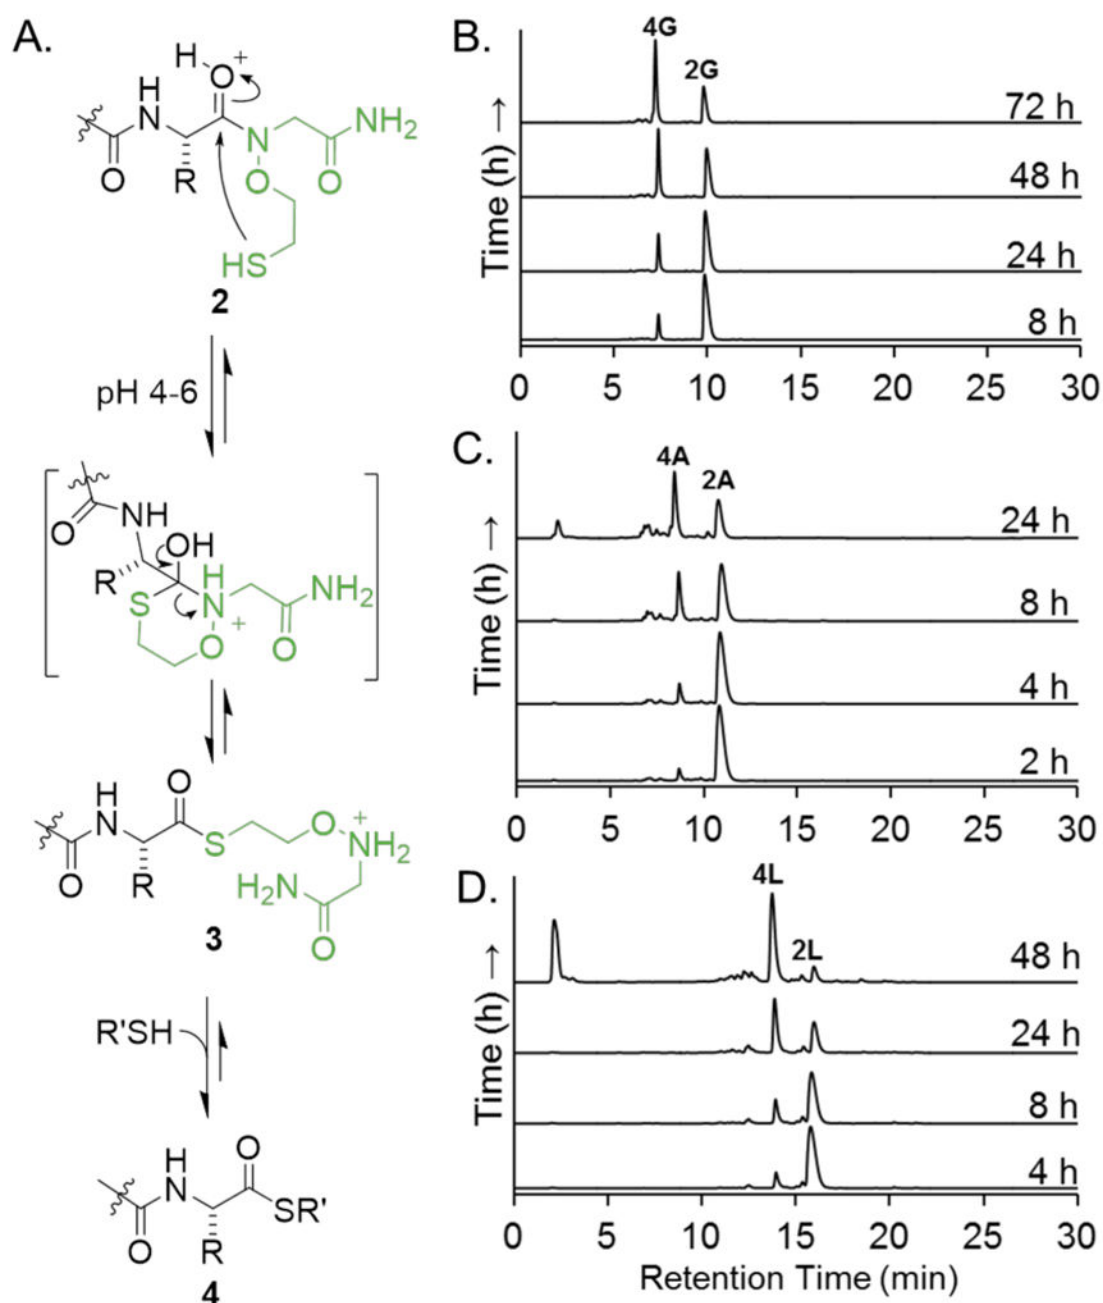 A.
H
O
+
H
N
N
NH2
O
R
O
O
HS
2
pH 4-6
O
NH
OH
R
H
S
N
NH2
+
O
O
H
N
O
O
+
S
NH2
O
R
H2N
3
O
R'SH
H
N
O
SR'
O
R
4
B.
4G
2G
72 h
48 h
24 h
8 h
Time (h) →
0 5 10 15 20 25 30
C.
4A
2A
24 h
8 h
4 h
2 h
Time (h) →
0 5 10 15 20 25 30
D.
4L
2L
48 h
24 h
8 h
4 h
Time (h) →
0 5 10 15 20 25 30
Retention Time (min)